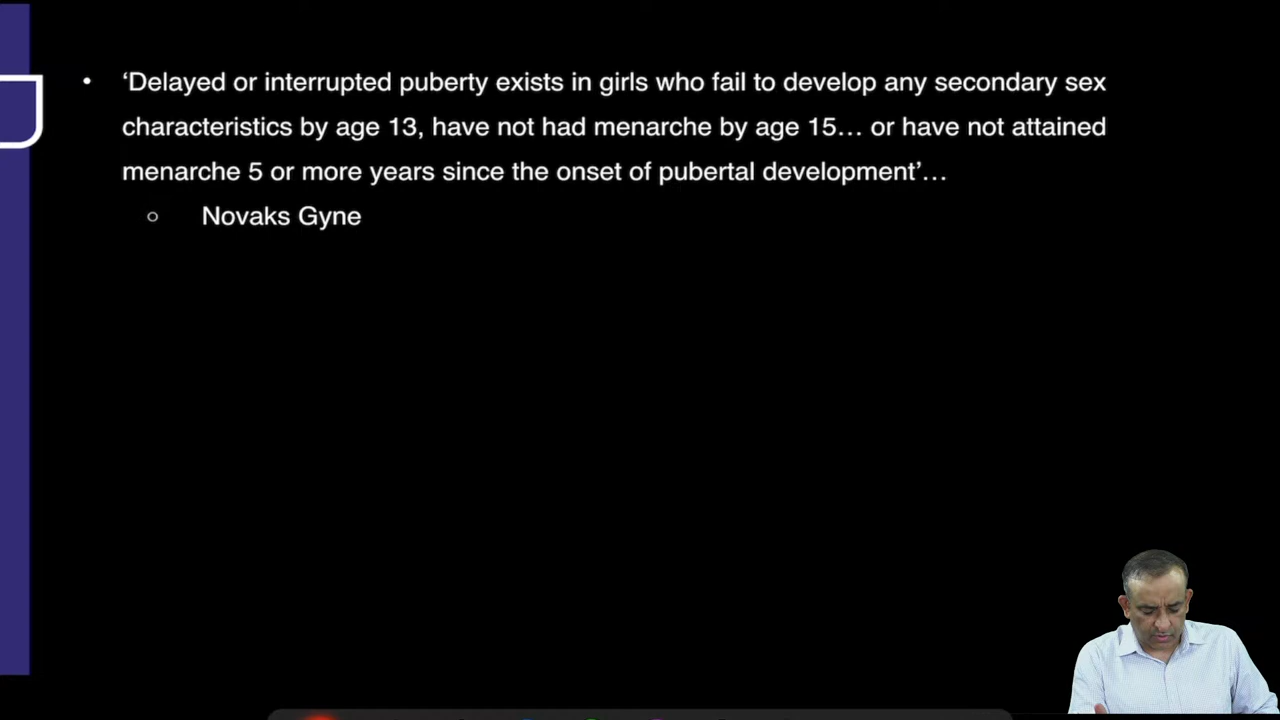 • ‘Delayed or interrupted puberty exists in girls who fail to develop any secondary sex
characteristics by age 13, have not had menarche by age 15… or have not attained
menarche 5 or more years since the onset of pubertal development’…
○ Novaks Gyne